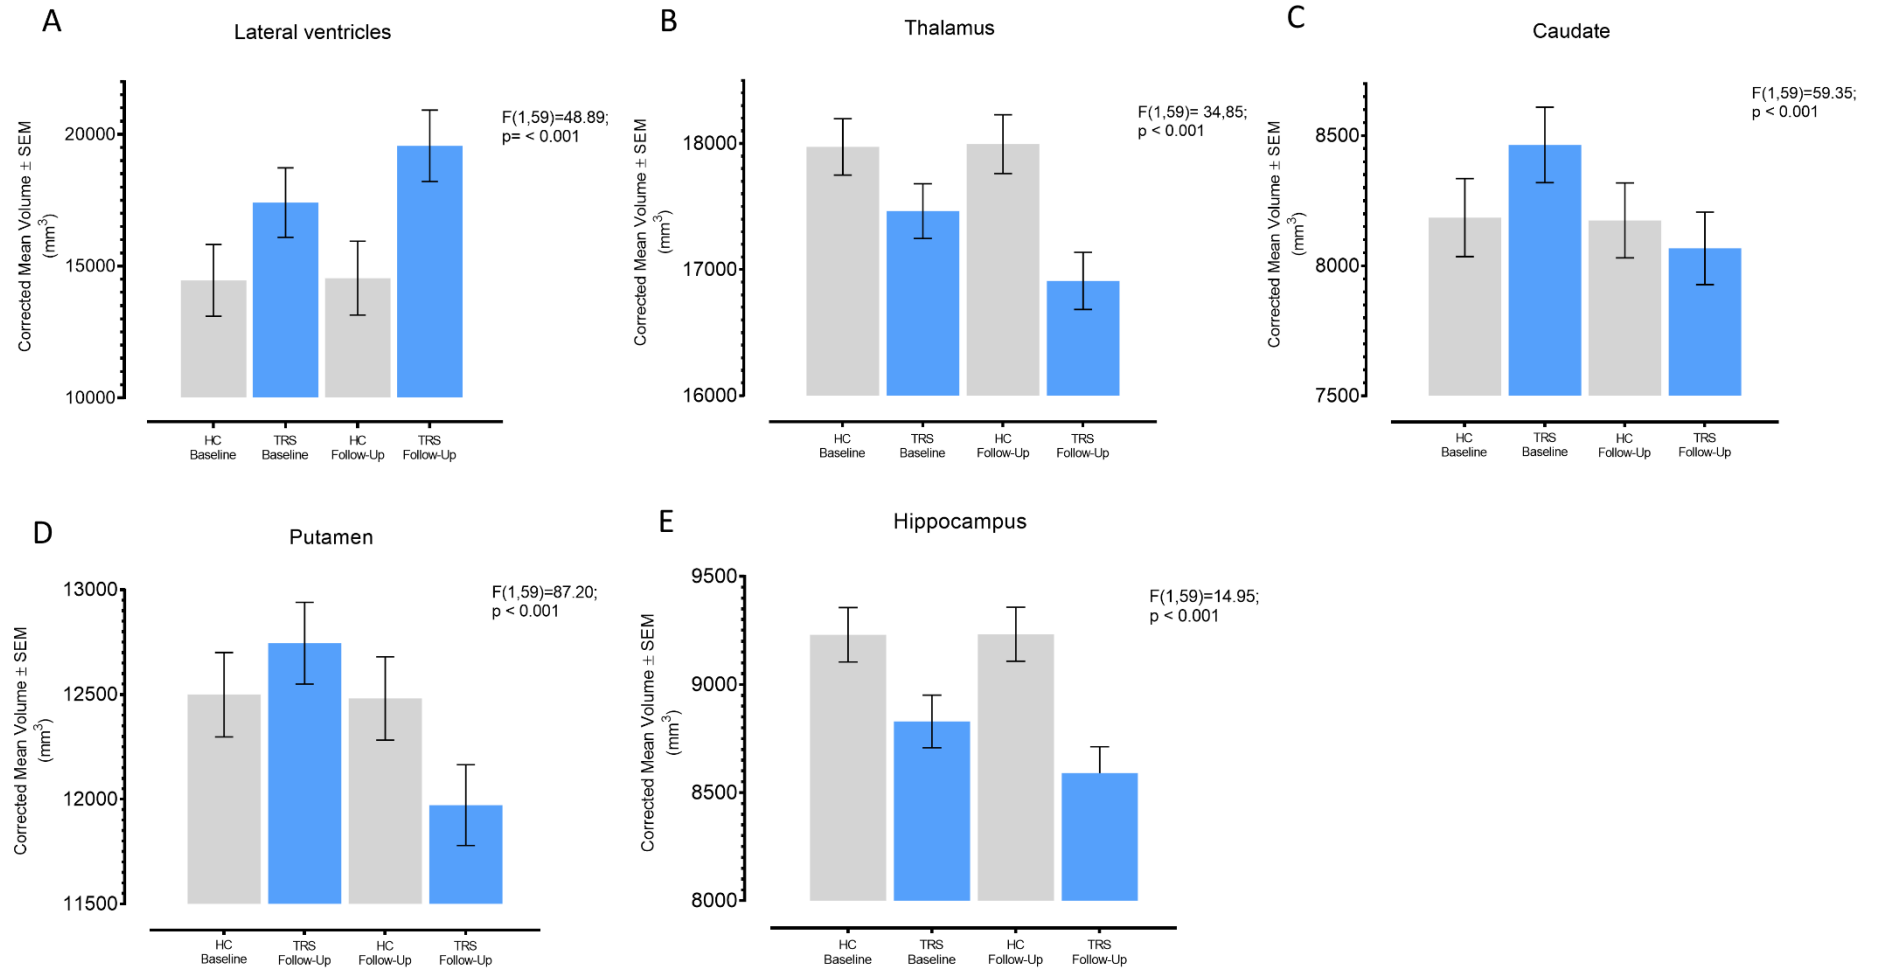 A
Lateral ventricles
Corrected Mean Volume ± SEM
(mm³)
20000
15000
10000
F(1,59)=48.89;
p= < 0.001
HC
Baseline
TRS
Baseline
HC
Follow-Up
TRS
Follow-Up
B
Thalamus
Corrected Mean Volume ± SEM
(mm³)
18000
17000
16000
F(1,59)= 34,85;
p < 0.001
HC
Baseline
TRS
Baseline
HC
Follow-Up
TRS
Follow-Up
C
Caudate
Corrected Mean Volume ± SEM
(mm³)
8500
8000
7500
F(1,59)=59.35;
p < 0.001
HC
Baseline
TRS
Baseline
HC
Follow-Up
TRS
Follow-Up
D
Putamen
Corrected Mean Volume ± SEM
(mm³)
13000
12500
12000
11500
F(1,59)=87.20;
p < 0.001
HC
Baseline
TRS
Follow-Up
HC
Follow-Up
TRS
Follow-Up
E
Hippocampus
Corrected Mean Volume ± SEM
(mm³)
9500
9000
8500
8000
F(1,59)=14.95;
p < 0.001
HC
Baseline
TRS
Baseline
HC
Follow-Up
TRS
Follow-Up